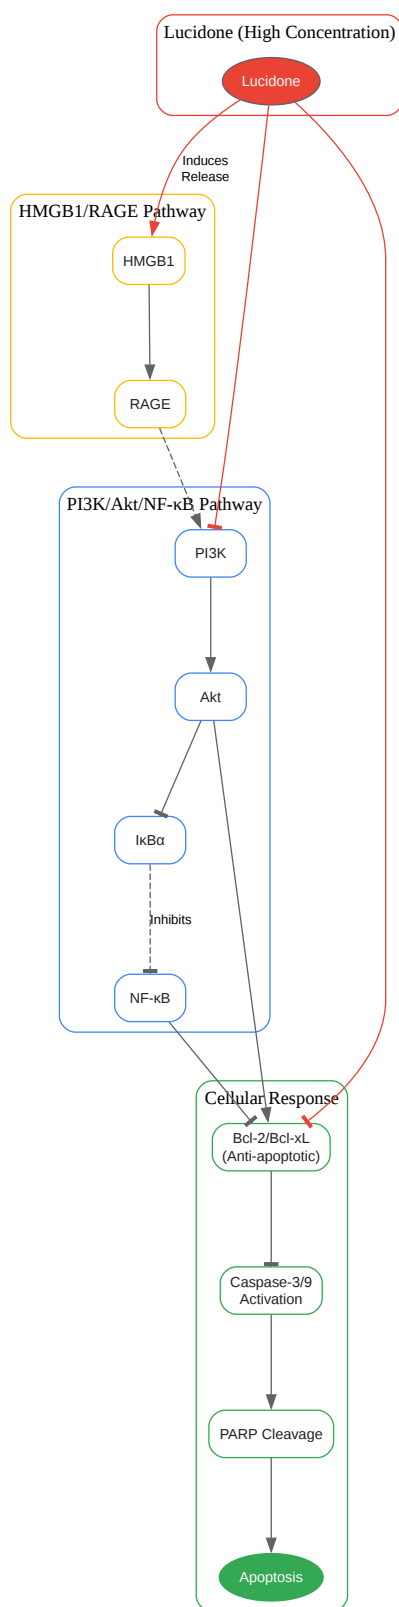 Lucidone (High Concentration)
Lucidone
Induces
Release
HMGB1/RAGE Pathway
HMGB1
RAGE
PI3K/Akt/NF-κB Pathway
PI3K
Akt
IκBα
Inhibits
NF-κB
Cellular Response
Bcl-2/Bcl-xL
(Anti-apoptotic)
Caspase-3/9
Activation
PARP Cleavage
Apoptosis